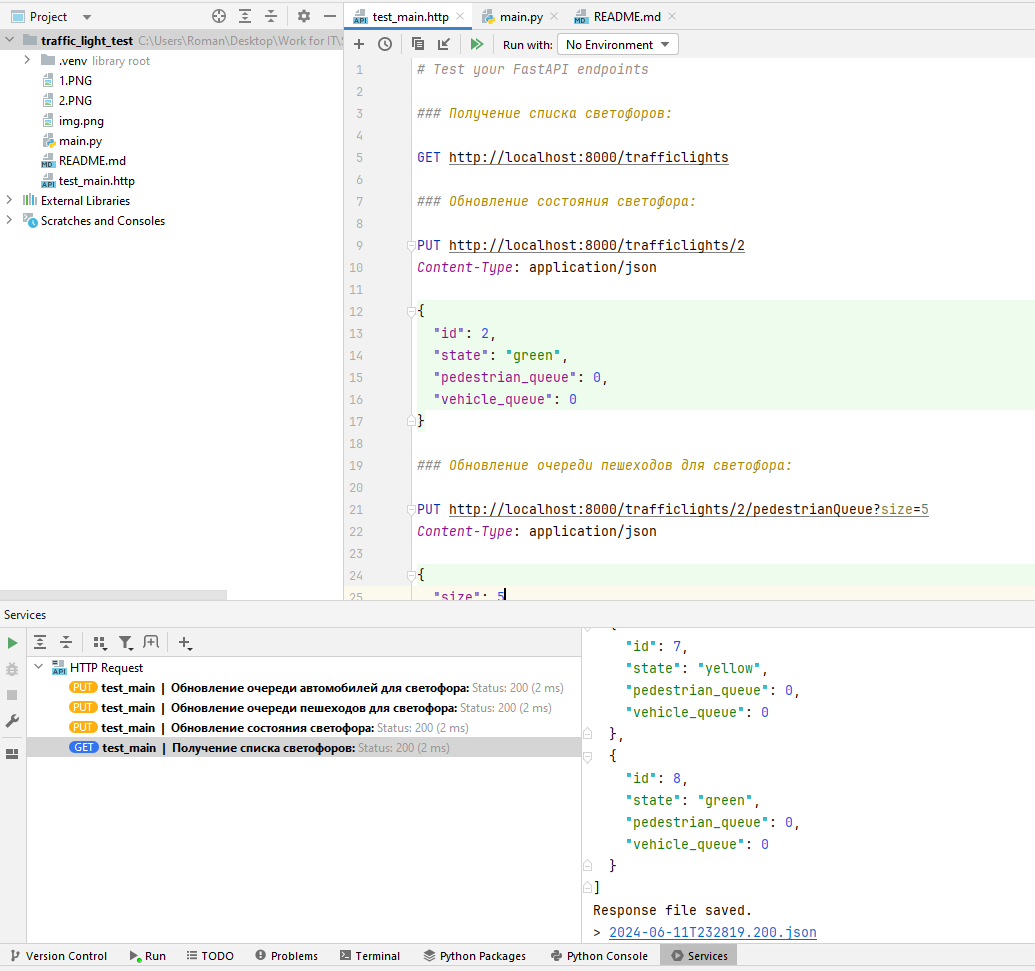 Project
test_main.http
main.py
README.md
traffic_light_test C:\Users\Roman\Desktop\Work for IT\
.venv library root
1.PNG
2.PNG
img.png
main.py
README.md
test_main.http
External Libraries
Scratches and Consoles
Run with: No Environment
1 # Test your FastAPI endpoints
2
3 ### Получение списка светофоров:
4
5 GET http://localhost:8000/trafficlights
6
7 ### Обновление состояния светофора:
8
9 PUT http://localhost:8000/trafficlights/2
10 Content-Type: application/json
11
12 {
13 "id": 2,
14 "state": "green",
15 "pedestrian_queue": 0,
16 "vehicle_queue": 0
17 }
18
19 ### Обновление очереди пешеходов для светофора:
20
21 PUT http://localhost:8000/trafficlights/2/pedestrianQueue?size=5
22 Content-Type: application/json
23
24 {
25 "size": 5
Services
HTTP Request
PUT test_main | Обновление очереди автомобилей для светофора: Status: 200 (2 ms)
PUT test_main | Обновление очереди пешеходов для светофора: Status: 200 (2 ms)
PUT test_main | Обновление состояния светофора: Status: 200 (2 ms)
GET test_main | Получение списка светофоров: Status: 200 (2 ms)
{
"id": 7,
"state": "yellow",
"pedestrian_queue": 0,
"vehicle_queue": 0
},
{
"id": 8,
"state": "green",
"pedestrian_queue": 0,
"vehicle_queue": 0
}
]
Response file saved.
> 2024-06-11T232819.200.json
Version Control
Run
TODO
Problems
Terminal
Python Packages
Python Console
Services